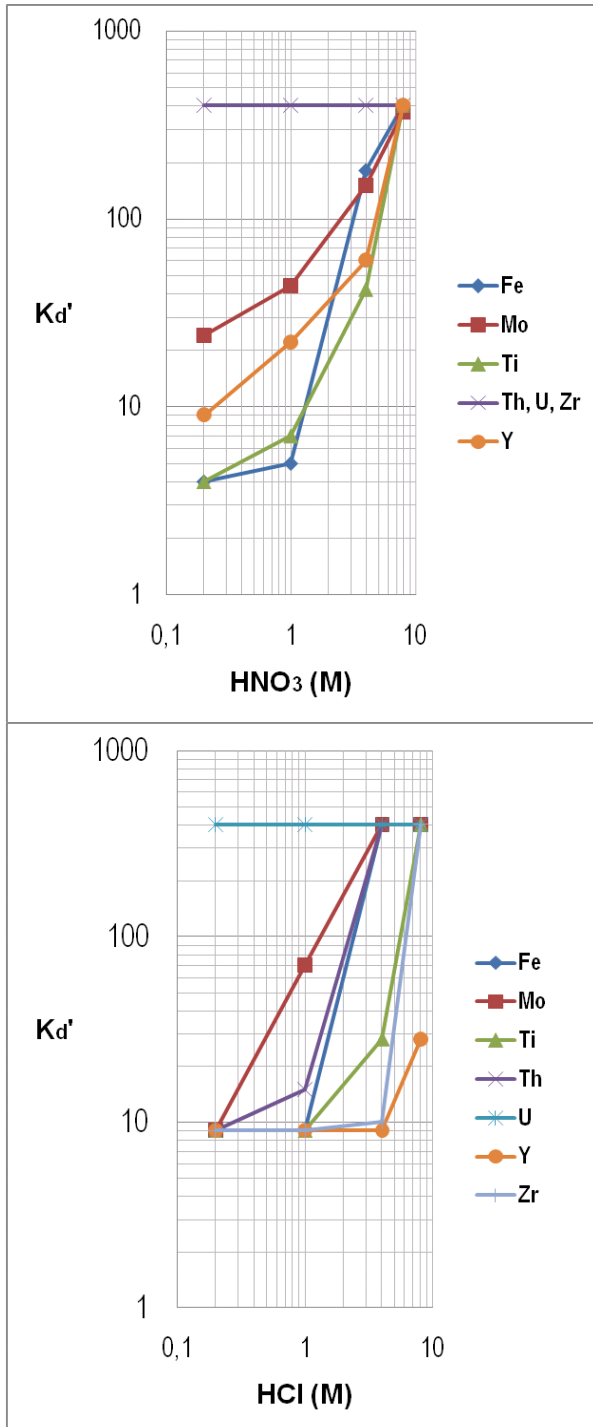 1000
100
10
1
Kd'
0,1 1 10
HNO3 (M)
Fe
Mo
Ti
Th, U, Zr
Y
1000
100
10
1
Kd'
0,1 1 10
HCl (M)
Fe
Mo
Ti
Th
U
Y
Zr